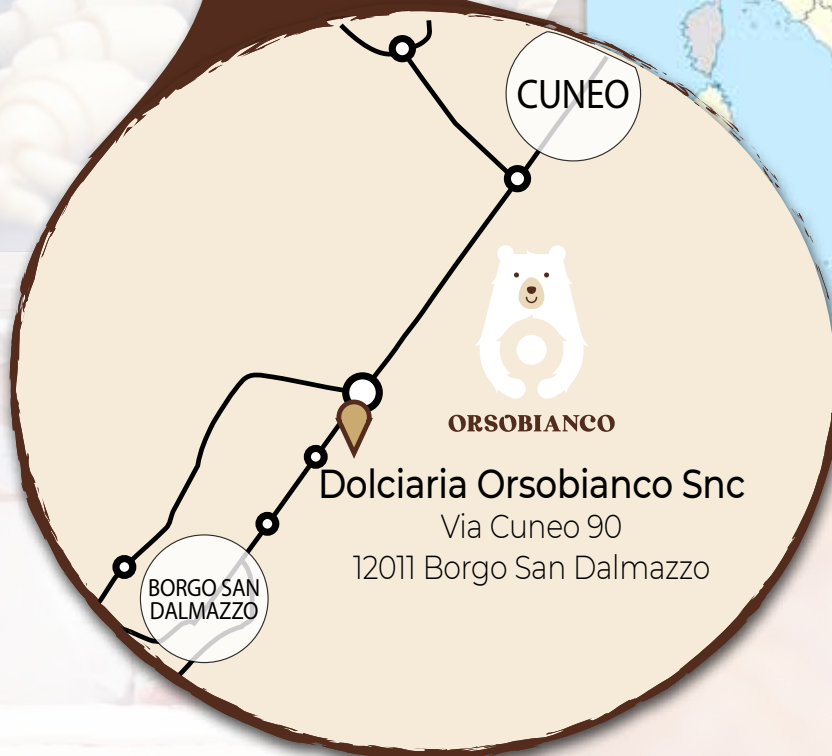 CUNEO
ORSOBIANCO
Dolciaria Orsobianco Snc
Via Cuneo 90
12011 Borgo San Dalmazzo
BORGO SAN
DALMAZZO